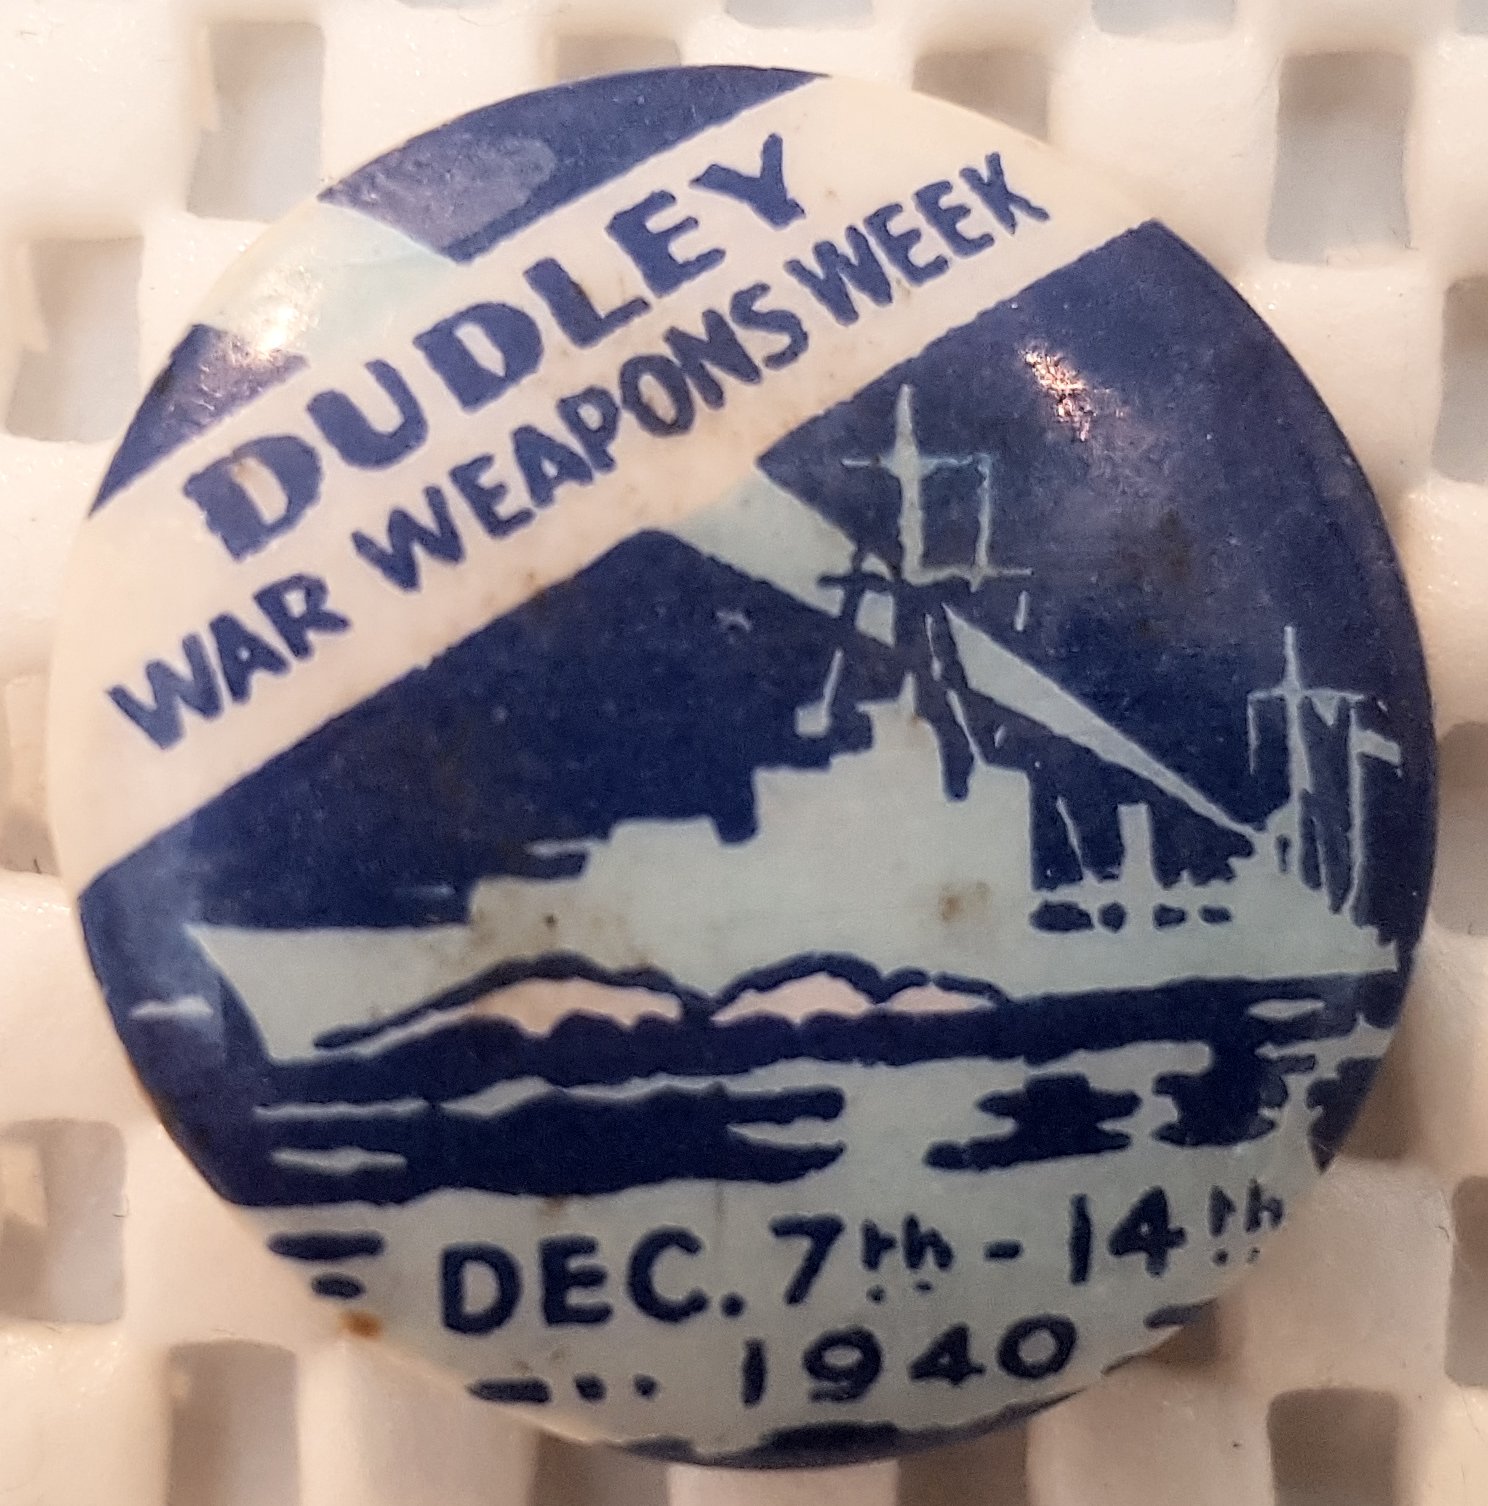 DUDLEY
WAR WEAPONS WEEK
DEC. 7th - 14th
1940